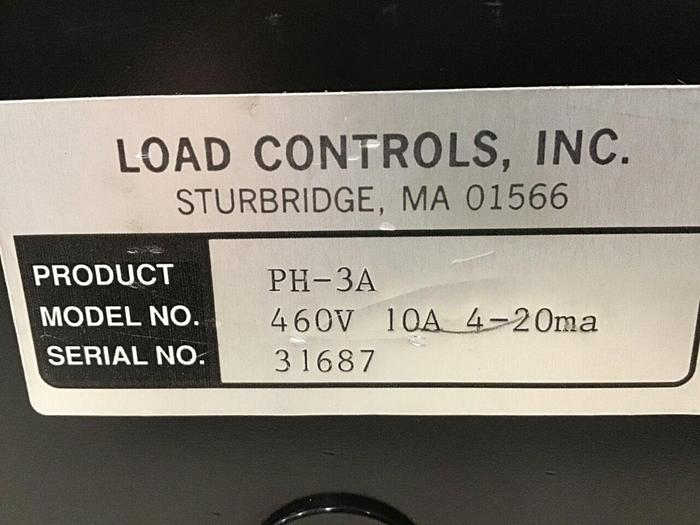 LOAD CONTROLS, INC.
STURBRIDGE, MA 01566
PRODUCT PH-3A
MODEL NO. 460V 10A 4-20ma
SERIAL NO. 31687